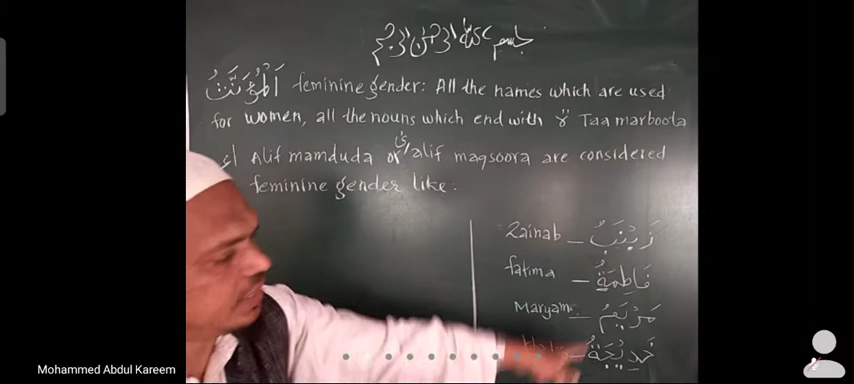 بسم الله الرحمن الرحيم
اَلْمُؤَنَّثُ feminine gender: All the names which are used
for women, all the nouns which end with ة Taa marboota
اء Alif mamduda or ىٰ/alif maqsoora are considered
feminine gender like:
Zainab – زَيْنَبُ
fatima – فَاطِمَةُ
Maryam – مَرْيَمُ
خَدِيْجَةُ
Mohammed Abdul Kareem